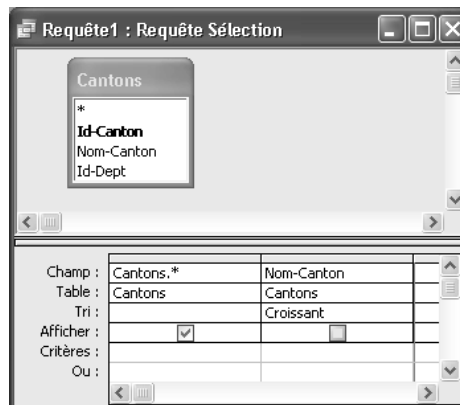 Requête1 : Requête Sélection
Cantons
*
Id-Canton
Nom-Canton
Id-Dept
Champ : Cantons.* Nom-Canton
Table : Cantons Cantons
Tri : Croissant
Afficher :
Critères :
Ou :